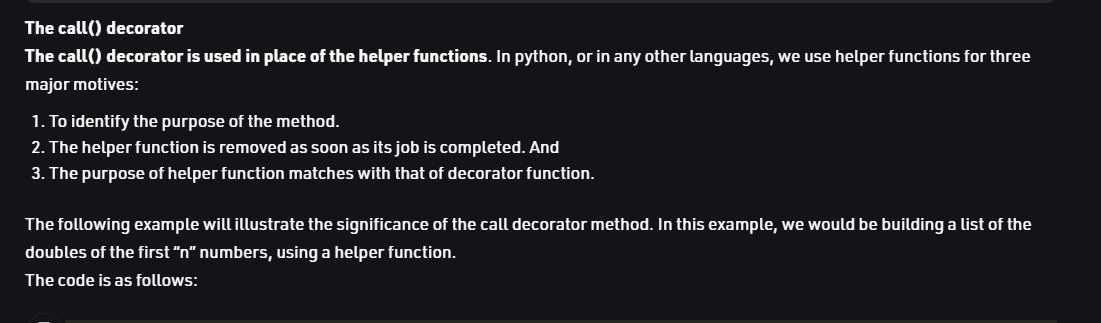 The call() decorator
The call() decorator is used in place of the helper functions. In python, or in any other languages, we use helper functions for three
major motives:
1. To identify the purpose of the method.
2. The helper function is removed as soon as its job is completed. And
3. The purpose of helper function matches with that of decorator function.
The following example will illustrate the significance of the call decorator method. In this example, we would be building a list of the
doubles of the first “n” numbers, using a helper function.
The code is as follows: